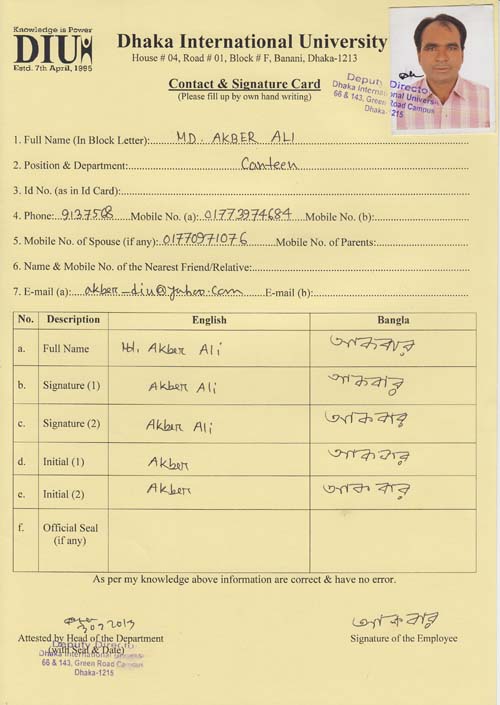 Knowledge is Power
DIU
Estd. 7th April, 1995
Dhaka International University
House # 04, Road # 01, Block # F, Banani, Dhaka-1213
Contact & Signature Card
(Please fill up by own hand writing)
Deputy Director
Dhaka International University
66 & 143, Green Road Campus
Dhaka-1215
1. Full Name (In Block Letter): MD. AKBER ALI
2. Position & Department: Canteen
3. Id No. (as in Id Card):
4. Phone: 9137508 Mobile No. (a): 01773974684 Mobile No. (b):
5. Mobile No. of Spouse (if any): 01770971076 Mobile No. of Parents:
6. Name & Mobile No. of the Nearest Friend/Relative:
7. E-mail (a): akber_diu@yahoo.com E-mail (b):
No. Description English Bangla
a. Full Name Md. Akber Ali আকবার
b. Signature (1) Akber Ali আকবার
c. Signature (2) Akber Ali আকবার
d. Initial (1) Akber আকবার
e. Initial (2) Akber আকবার
f. Official Seal
(if any)
As per my knowledge above information are correct & have no error.
2013 আকবার
Attested by Head of the Department Signature of the Employee
(with Seal & Date)
Deputy Director
Dhaka International University
66 & 143, Green Road Campus
Dhaka-1215